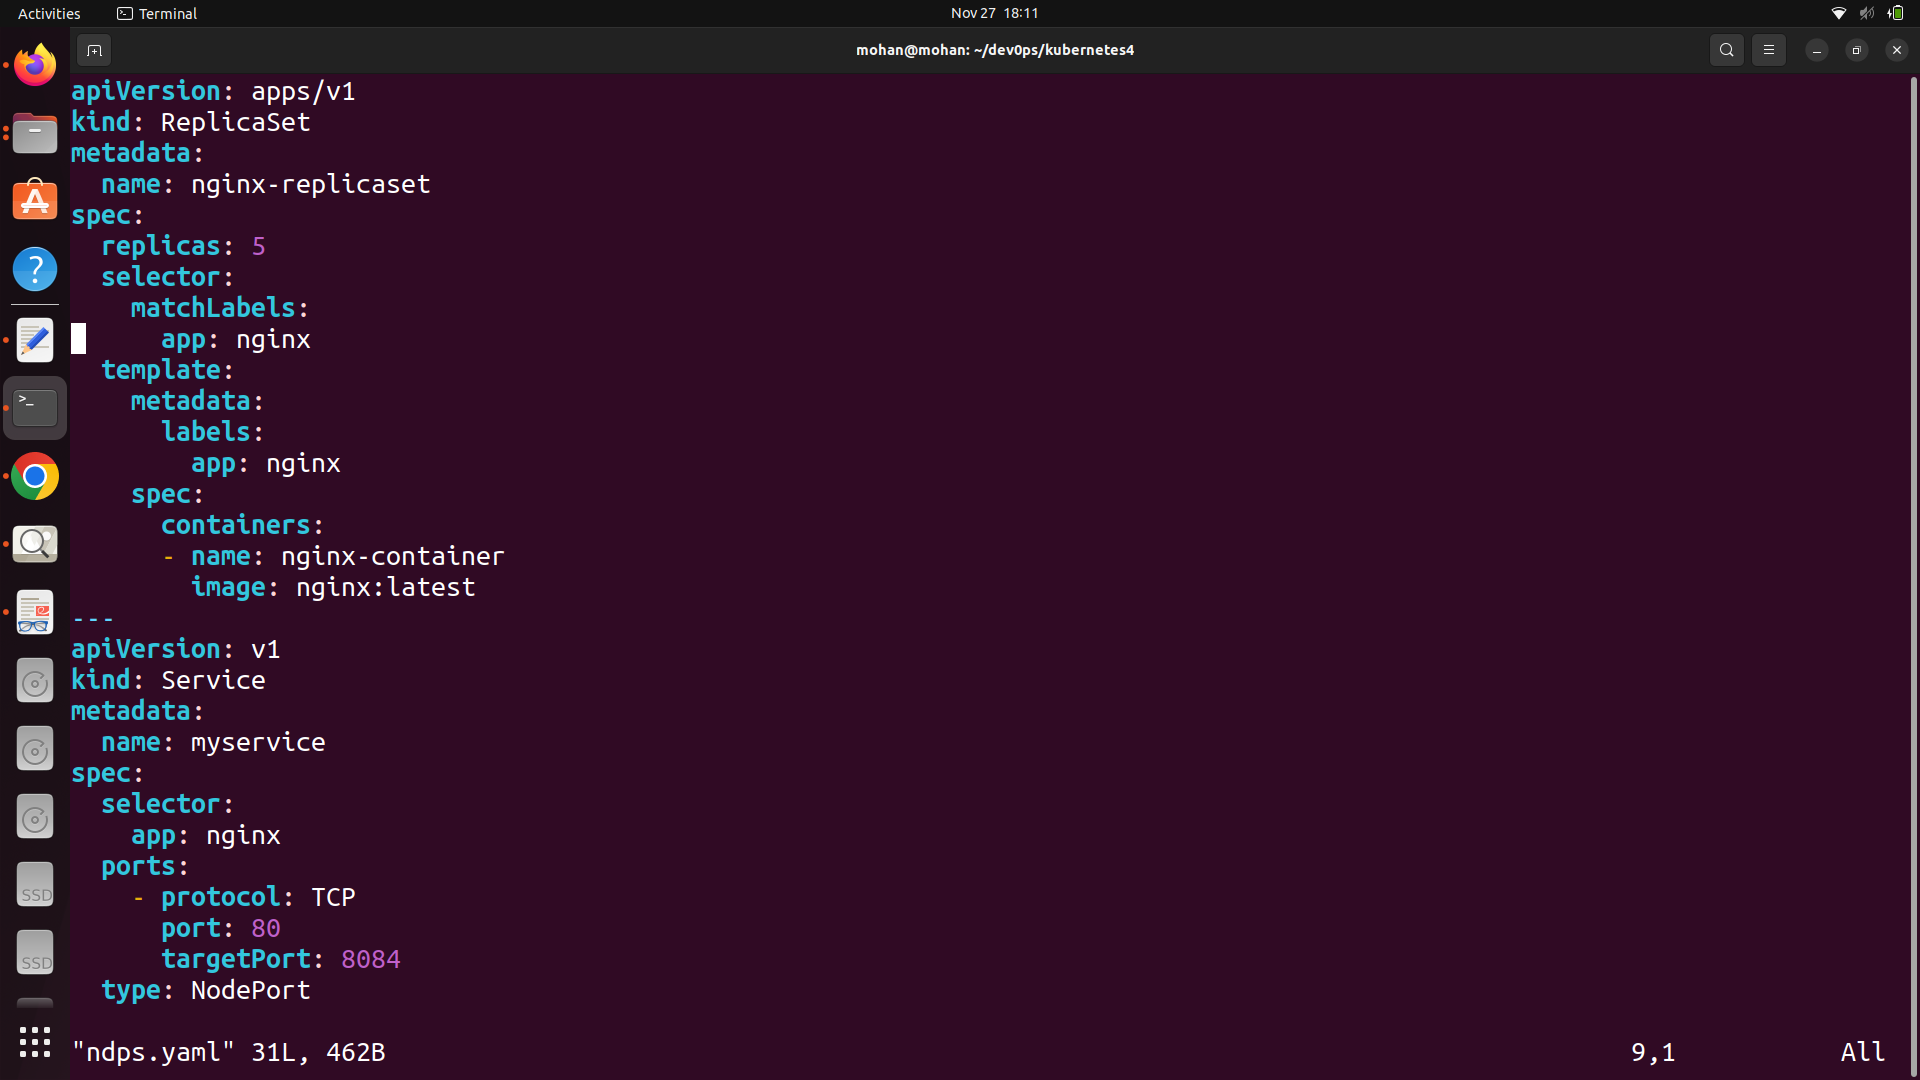 Activities
Terminal
Nov 27 18:11
mohan@mohan: ~/dev0ps/kubernetes4
apiVersion: apps/v1
kind: ReplicaSet
metadata:
  name: nginx-replicaset
spec:
  replicas: 5
  selector:
    matchLabels:
      app: nginx
  template:
    metadata:
      labels:
        app: nginx
    spec:
      containers:
      - name: nginx-container
        image: nginx:latest
---
apiVersion: v1
kind: Service
metadata:
  name: myservice
spec:
  selector:
    app: nginx
  ports:
    - protocol: TCP
      port: 80
      targetPort: 8084
  type: NodePort
"ndps.yaml" 31L, 462B 9,1 All
SSD
SSD